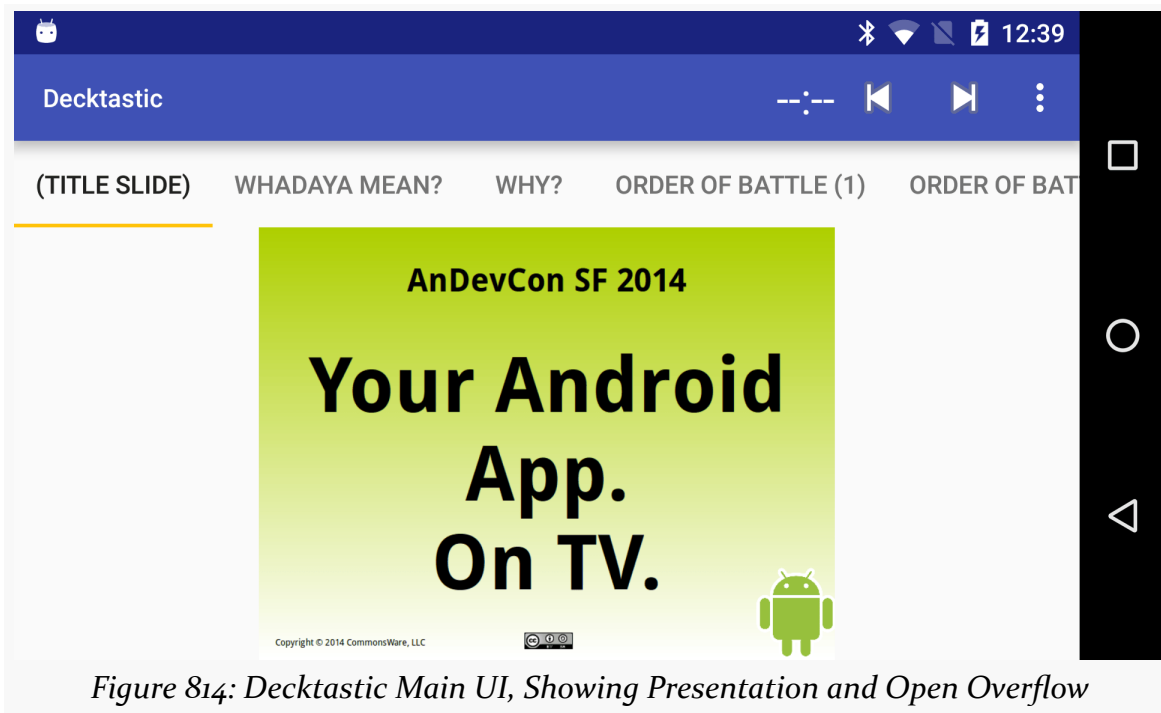 12:39
Decktastic --:--
(TITLE SLIDE) WHADAYA MEAN? WHY? ORDER OF BATTLE (1) ORDER OF BAT
AnDevCon SF 2014
Your Android
App.
On TV.
Copyright © 2014 CommonsWare, LLC
Figure 814: Decktastic Main UI, Showing Presentation and Open Overflow